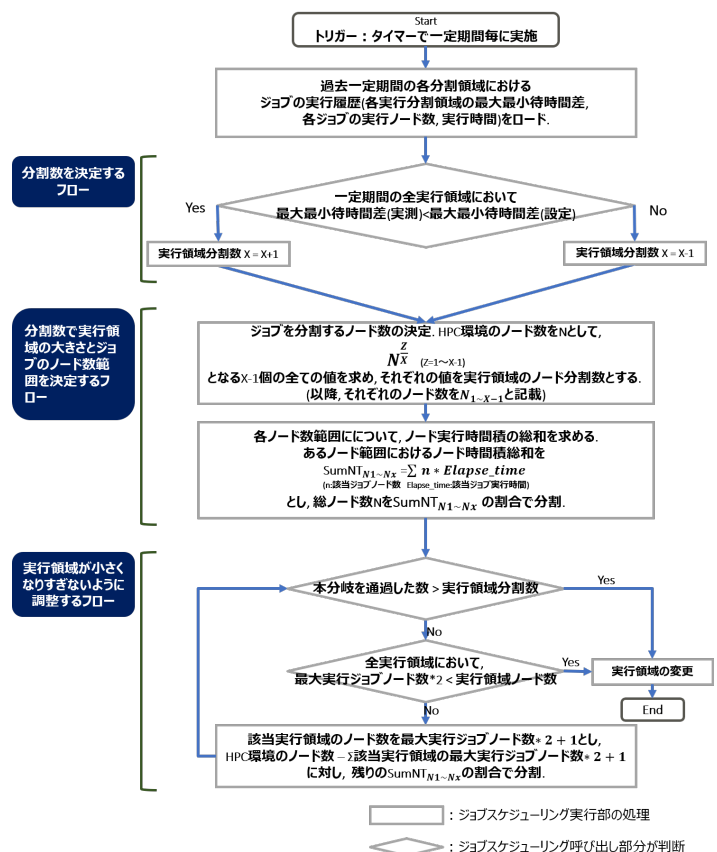 Start
トリガー：タイマーで一定期間毎に実施
過去一定期間の各分割領域における
ジョブの実行履歴(各実行分割領域の最大最小待時間差,
各ジョブの実行ノード数, 実行時間)をロード.
分割数を決定する
フロー
一定期間の全実行領域において
最大最小待時間差(実測)<最大最小待時間差(設定)
Yes
No
実行領域分割数 X = X+1
実行領域分割数 X = X-1
分割数で実行領
域の大きさとジョ
ブのノード数範
囲を決定するフ
ロー
ジョブを分割するノード数の決定. HPC環境のノード数をNとして,
N^{Z/X} (Z=1～X-1)
となるX-1個の全ての値を求め, それぞれの値を実行領域のノード分割数とする.
(以降, それぞれのノード数をN_{1~X-1}と記載)
各ノード数範囲にについて, ノード実行時間積の総和を求める.
あるノード範囲におけるノード時間積総和を
SumNT_{N1~Nx} =∑ n * Elapse_time
(n:該当ジョブノード数 Elapse_time:該当ジョブ実行時間)
とし, 総ノード数NをSumNT_{N1~Nx} の割合で分割.
実行領域が小さく
なりすぎないように
調整するフロー
本分岐を通過した数 > 実行領域分割数
Yes
No
全実行領域において,
最大実行ジョブノード数*2 < 実行領域ノード数
Yes
実行領域の変更
No
End
該当実行領域のノード数を最大実行ジョブノード数* 2 + 1とし,
HPC環境のノード数 – Σ該当実行領域の最大実行ジョブノード数* 2 + 1
に対し, 残りのSumNT_{N1~Nx}の割合で分割.
：ジョブスケジューリング実行部の処理
：ジョブスケジューリング呼び出し部分が判断